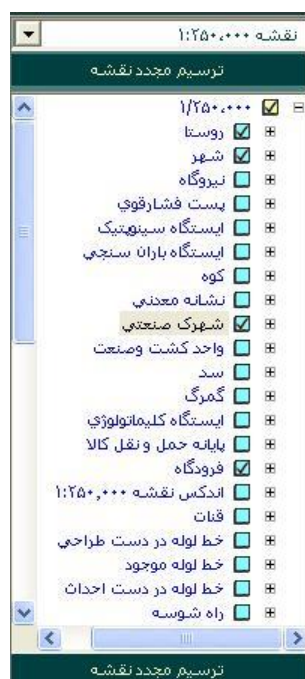 نقشه ۱:۲۵۰,۰۰۰
ترسیم مجدد نقشه
۱/۲۵۰,۰۰۰
روستا
شهر
نیروگاه
پست فشارقوي
ایستگاه سینوپتیک
ایستگاه باران سنجي
کوه
نشانه معدني
شهرک صنعتي
واحد کشت وصنعت
سد
گمرگ
ایستگاه کلیماتولوژي
پایانه حمل و نقل کالا
فرودگاه
اندکس نقشه ۱:۲۵۰,۰۰۰
قنات
خط لوله در دست طراحي
خط لوله موجود
خط لوله در دست احداث
راه شوسه
ترسیم مجدد نقشه